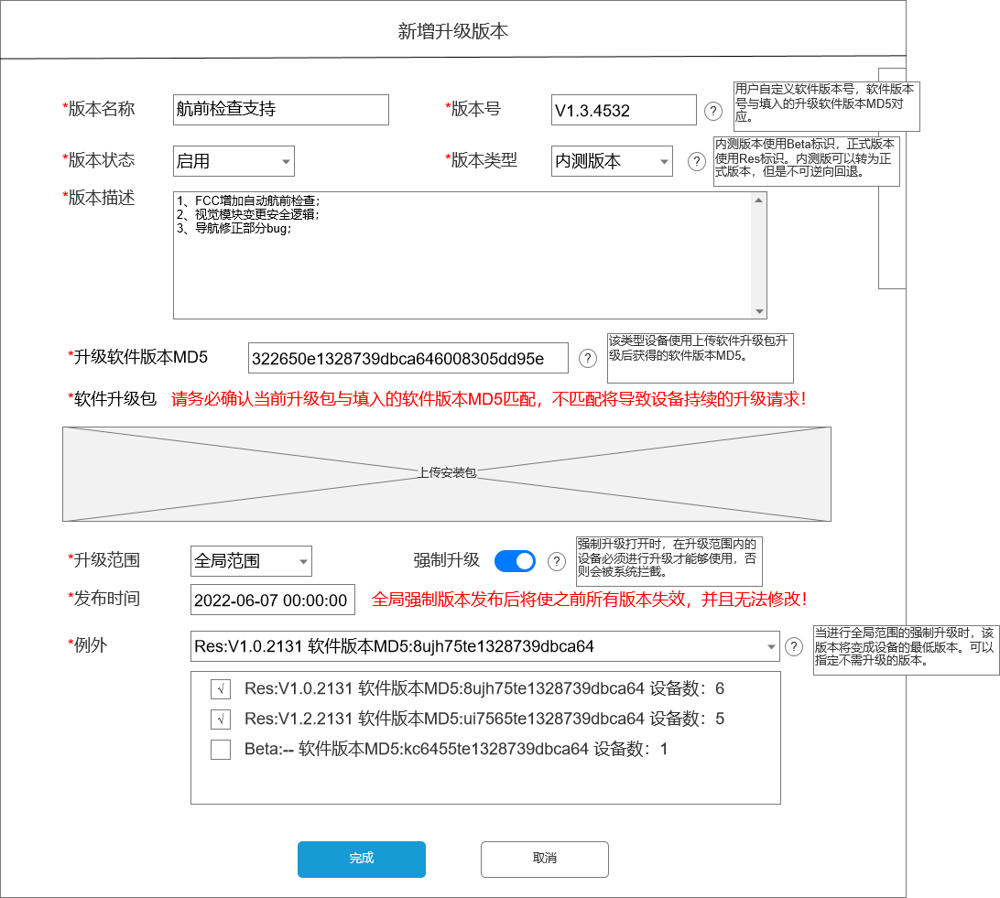 新增升级版本
*版本名称
航前检查支持
*版本号
V1.3.4532
?
用户自定义软件版本号，软件版本
号与填入的升级软件版本MD5对
应。
*版本状态
启用
*版本类型
内测版本
?
内测版本使用Beta标识，正式版本
使用Res标识。内测版可以转为正
式版本，但是不可逆向回退。
*版本描述
1、FCC增加自动航前检查；
2、视觉模块变更安全逻辑；
3、导航修正部分bug；
*升级软件版本MD5
322650e1328739dbca646008305dd95e
?
该类型设备使用上传软件升级包升
级后获得的软件版本MD5。
*软件升级包
请务必确认当前升级包与填入的软件版本MD5匹配，不匹配将导致设备持续的升级请求！
上传安装包
*升级范围
全局范围
强制升级
?
强制升级打开时，在升级范围内的
设备必须进行升级才能够使用，否
则会被系统拦截。
*发布时间
2022-06-07 00:00:00
全局强制版本发布后将使之前所有版本失效，并且无法修改！
*例外
Res:V1.0.2131 软件版本MD5:8ujh75te1328739dbca64
?
当进行全局范围的强制升级时，该
版本将变成设备的最低版本。可以
指定不需升级的版本。
√ Res:V1.0.2131 软件版本MD5:8ujh75te1328739dbca64 设备数：6
√ Res:V1.2.2131 软件版本MD5:ui7565te1328739dbca64 设备数：5
Beta:-- 软件版本MD5:kc6455te1328739dbca64 设备数：1
完成
取消